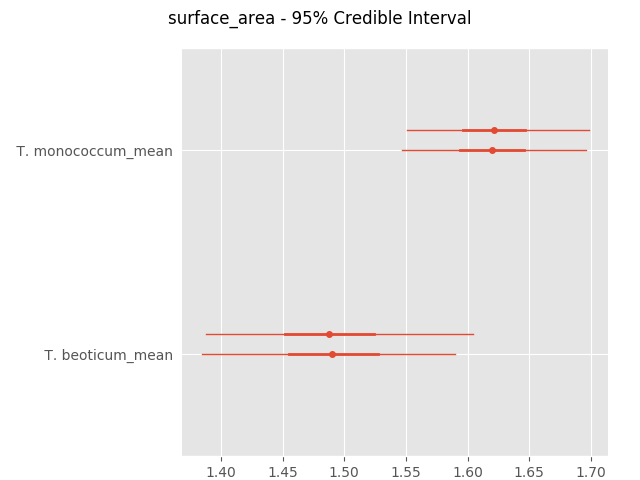 surface_area - 95% Credible Interval
T. monococcum_mean
T. beoticum_mean
1.40 1.45 1.50 1.55 1.60 1.65 1.70